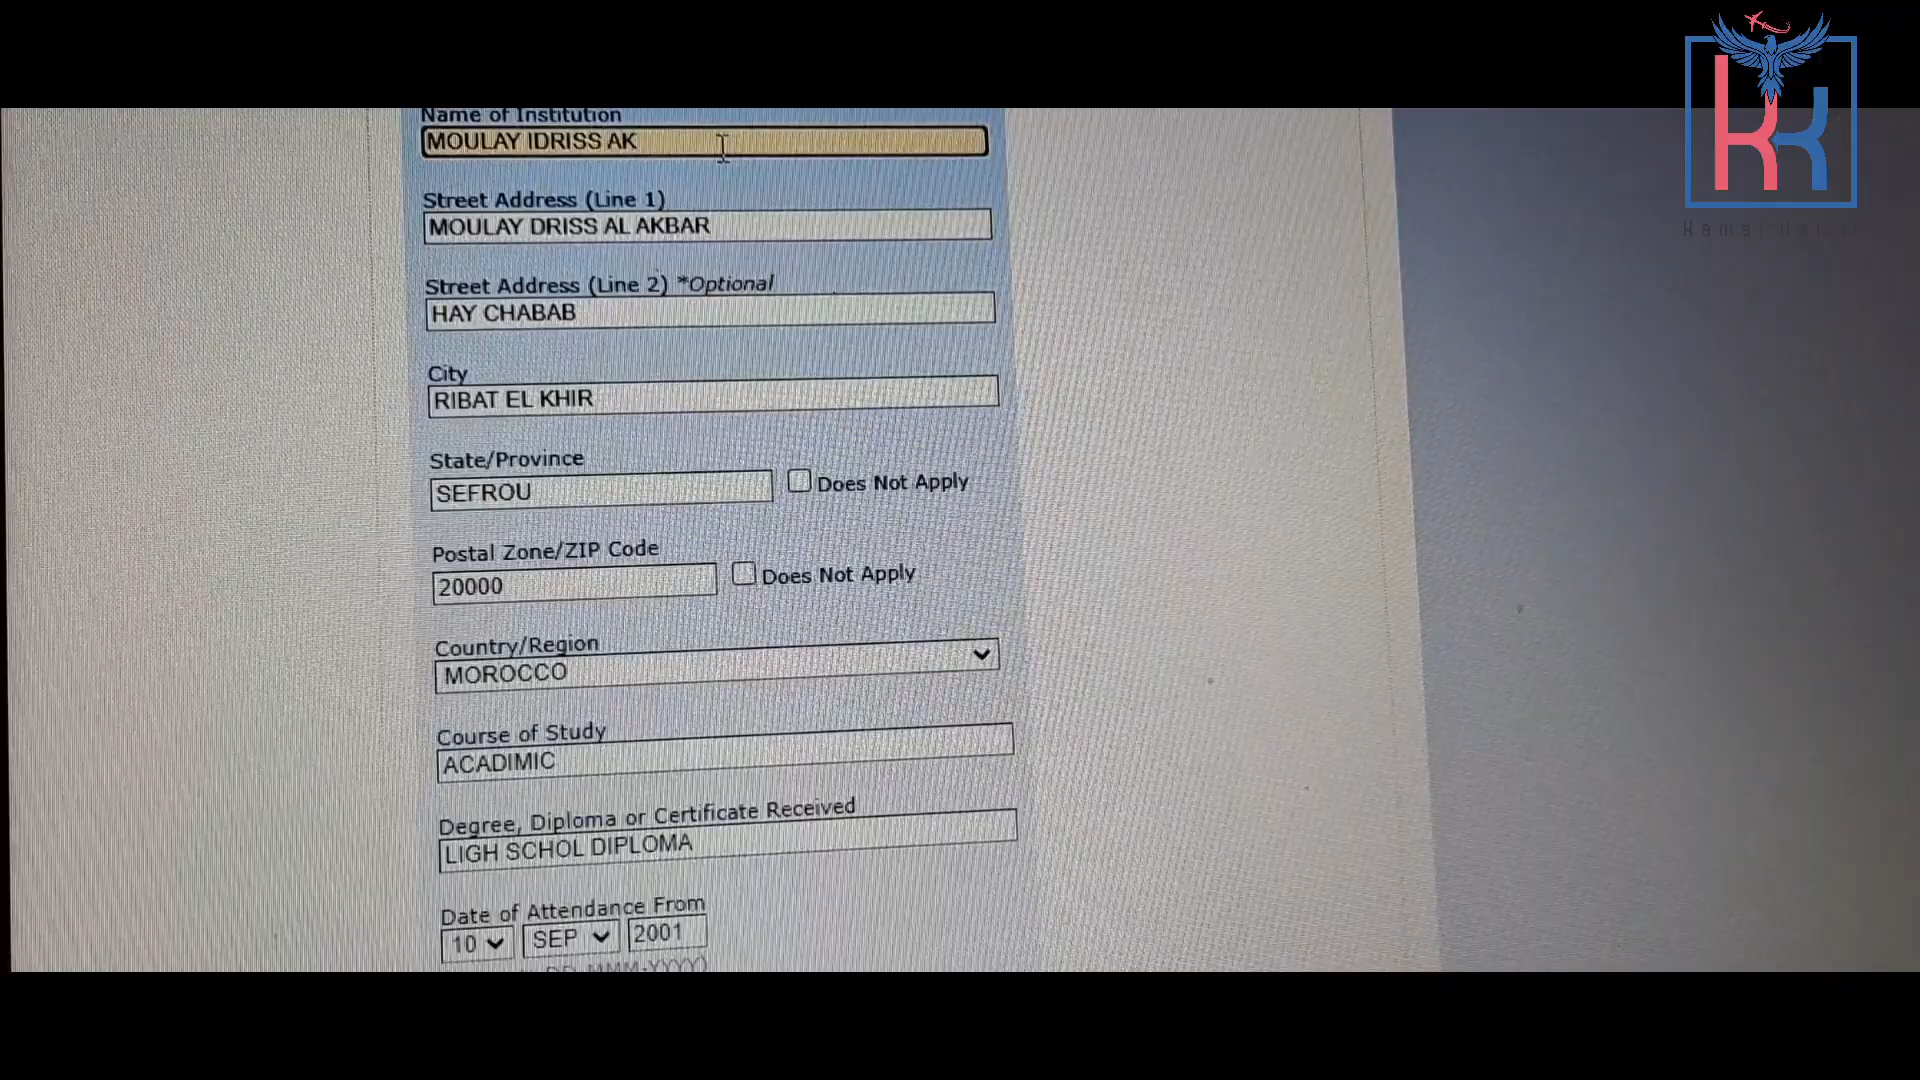 Name of Institution
MOULAY IDRISS AK
Street Address (Line 1)
MOULAY DRISS AL AKBAR
Street Address (Line 2) *Optional
HAY CHABAB
City
RIBAT EL KHIR
State/Province
SEFROU
Does Not Apply
Postal Zone/ZIP Code
20000
Does Not Apply
Country/Region
MOROCCO
Course of Study
ACADIMIC
Degree, Diploma or Certificate Received
LIGH SCHOL DIPLOMA
Date of Attendance From
10 SEP 2001